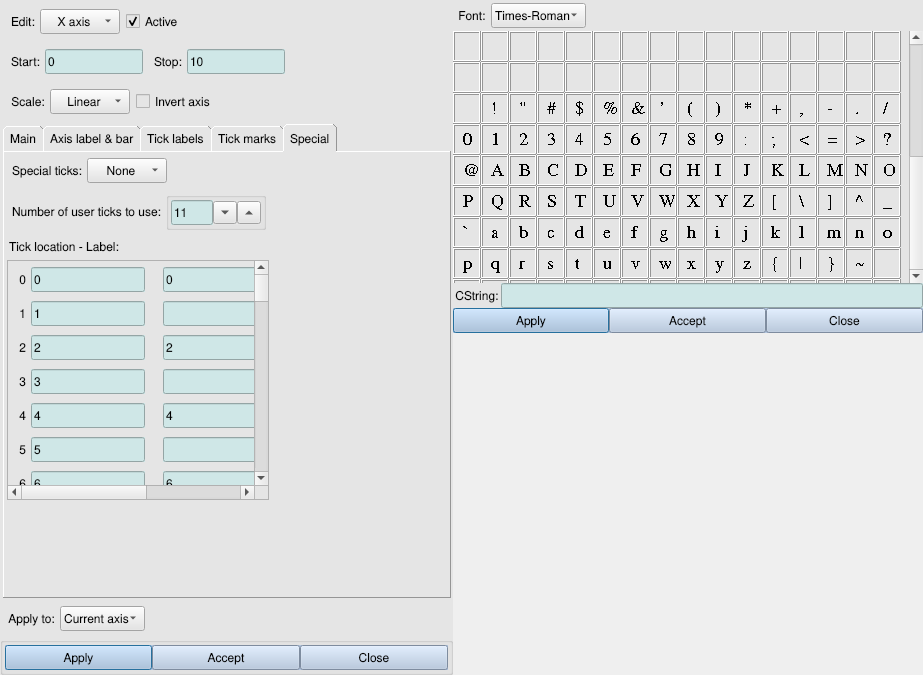 Edit: X axis Active
Start: 0 Stop: 10
Scale: Linear Invert axis
Main Axis label & bar Tick labels Tick marks Special
Special ticks: None
Number of user ticks to use: 11
Tick location - Label:
0 0 0
1 1
2 2 2
3 3
4 4 4
5 5
6 6 6
Apply to: Current axis
Apply Accept Close
Font: Times-Roman
! " # $ % & ' ( ) * + , - . /
0 1 2 3 4 5 6 7 8 9 : ; < = > ?
@ A B C D E F G H I J K L M N O
P Q R S T U V W X Y Z [ \ ] ^ _
` a b c d e f g h i j k l m n o
p q r s t u v w x y z { | } ~
CString:
Apply Accept Close